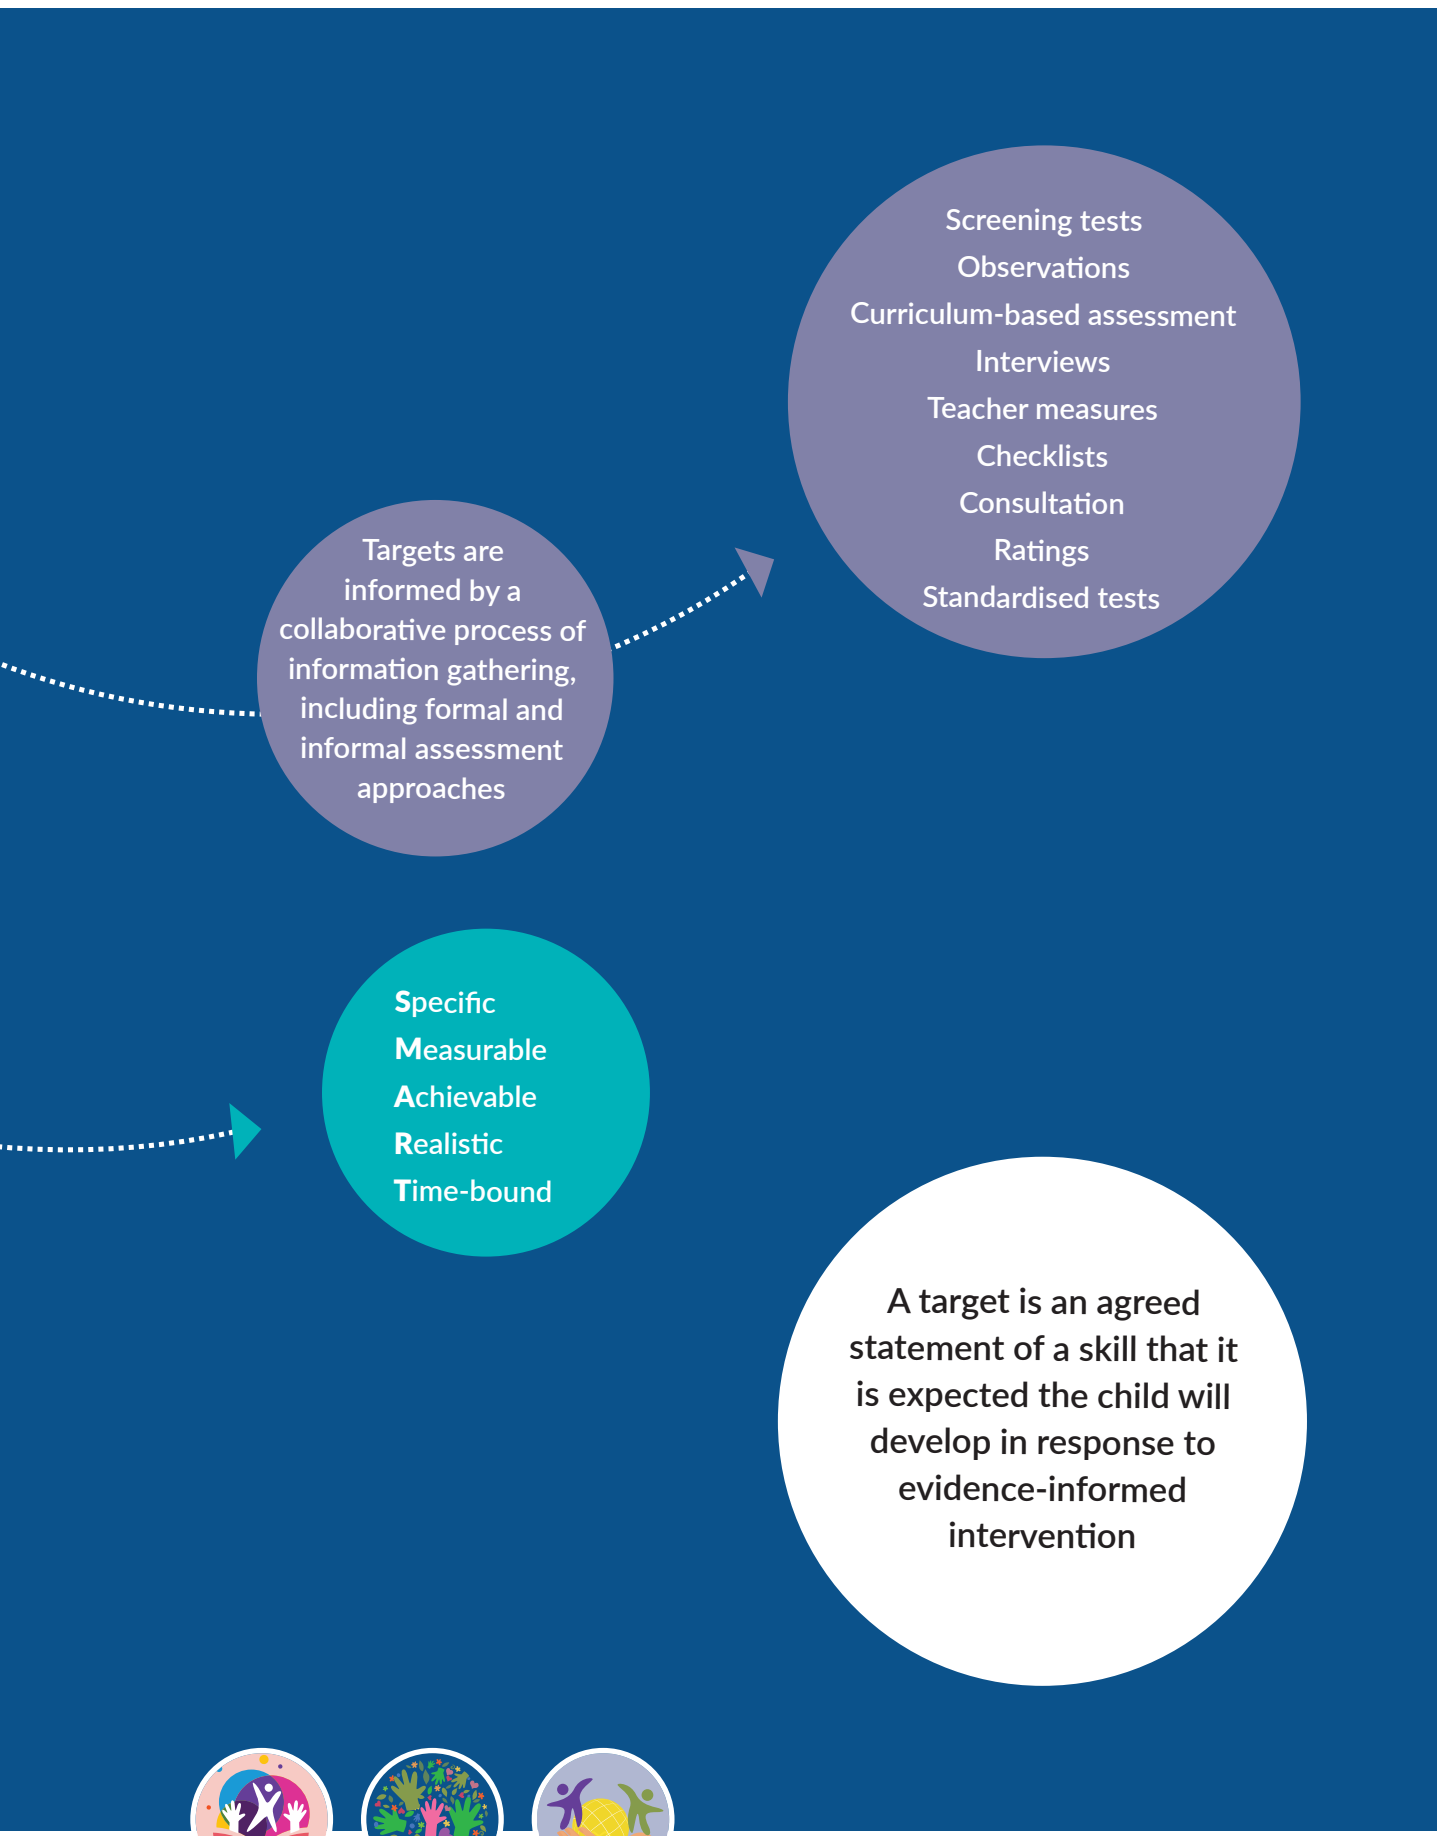 Screening tests
Observations
Curriculum-based assessment
Interviews
Teacher measures
Checklists
Consultation
Ratings
Standardised tests
Targets are
informed by a
collaborative process of
information gathering,
including formal and
informal assessment
approaches
Specific
Measurable
Achievable
Realistic
Time-bound
A target is an agreed
statement of a skill that it
is expected the child will
develop in response to
evidence-informed
intervention